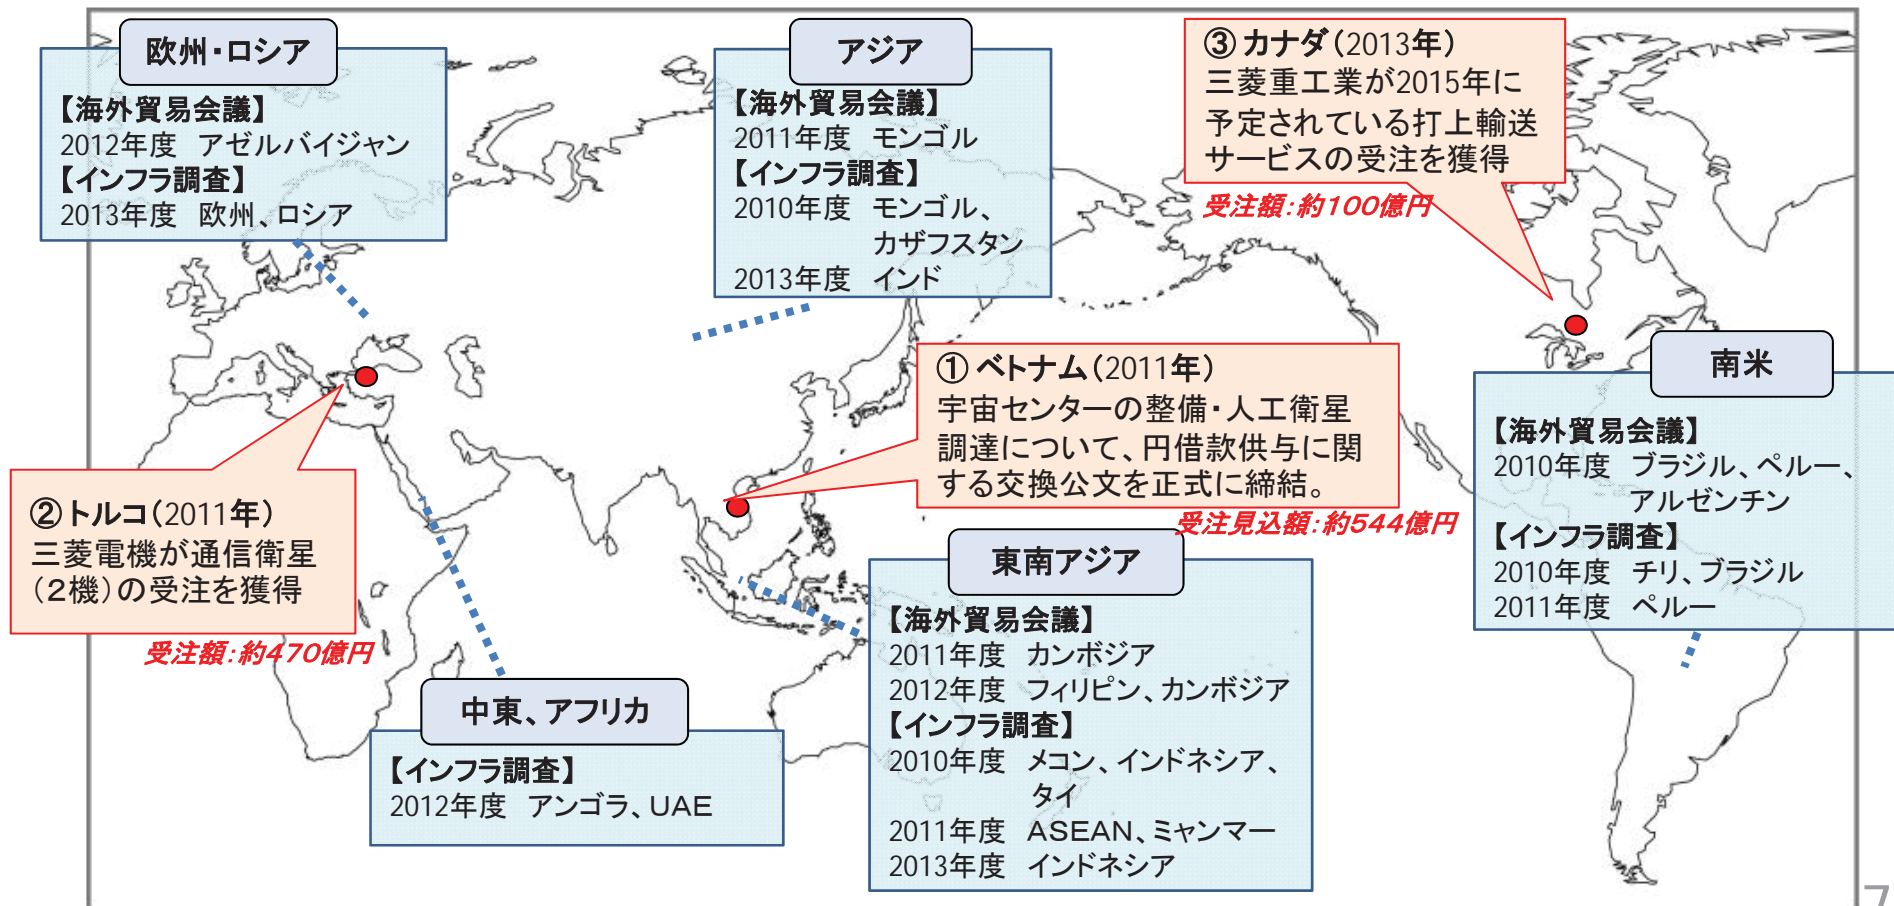 欧州・ロシア
【海外貿易会議】
2012年度　アゼルバイジャン
【インフラ調査】
2013年度　欧州、ロシア
アジア
【海外貿易会議】
2011年度　モンゴル
【インフラ調査】
2010年度　モンゴル、
カザフスタン
2013年度　インド
③ カナダ（2013年）
三菱重工業が2015年に
予定されている打上輸送
サービスの受注を獲得
受注額：約100億円
① ベトナム（2011年）
宇宙センターの整備・人工衛星
調達について、円借款供与に関
する交換公文を正式に締結。
受注見込額：約544億円
南米
【海外貿易会議】
2010年度　ブラジル、ペルー、
アルゼンチン
【インフラ調査】
2010年度　チリ、ブラジル
2011年度　ペルー
② トルコ（2011年）
三菱電機が通信衛星
（２機）の受注を獲得
受注額：約470億円
中東、アフリカ
【インフラ調査】
2012年度　アンゴラ、UAE
東南アジア
【海外貿易会議】
2011年度　カンボジア
2012年度　フィリピン、カンボジア
【インフラ調査】
2010年度　メコン、インドネシア、
タイ
2011年度　ASEAN、ミャンマー
2013年度　インドネシア
7